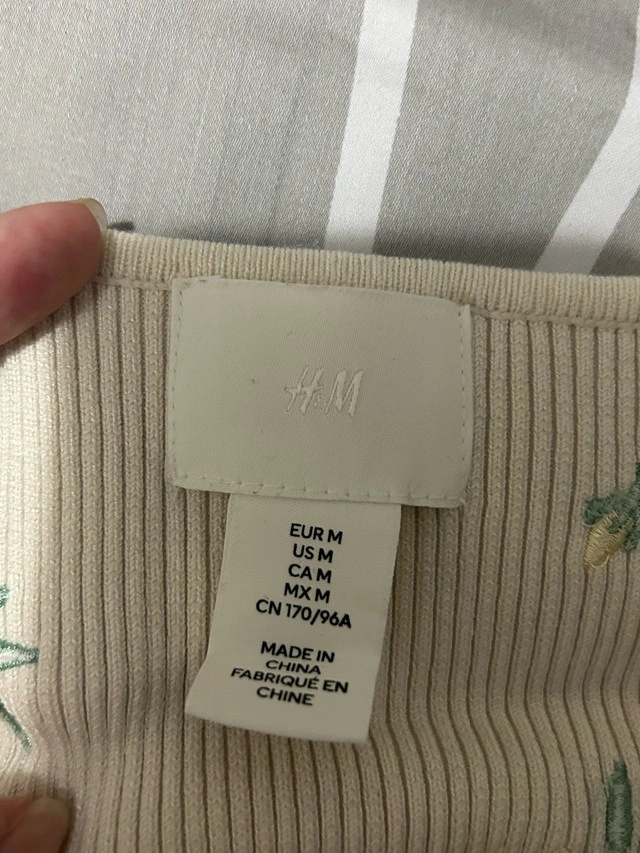 H&M
EUR M
US M
CA M
MX M
CN 170/96A
MADE IN
CHINA
FABRIQUÉ EN
CHINE